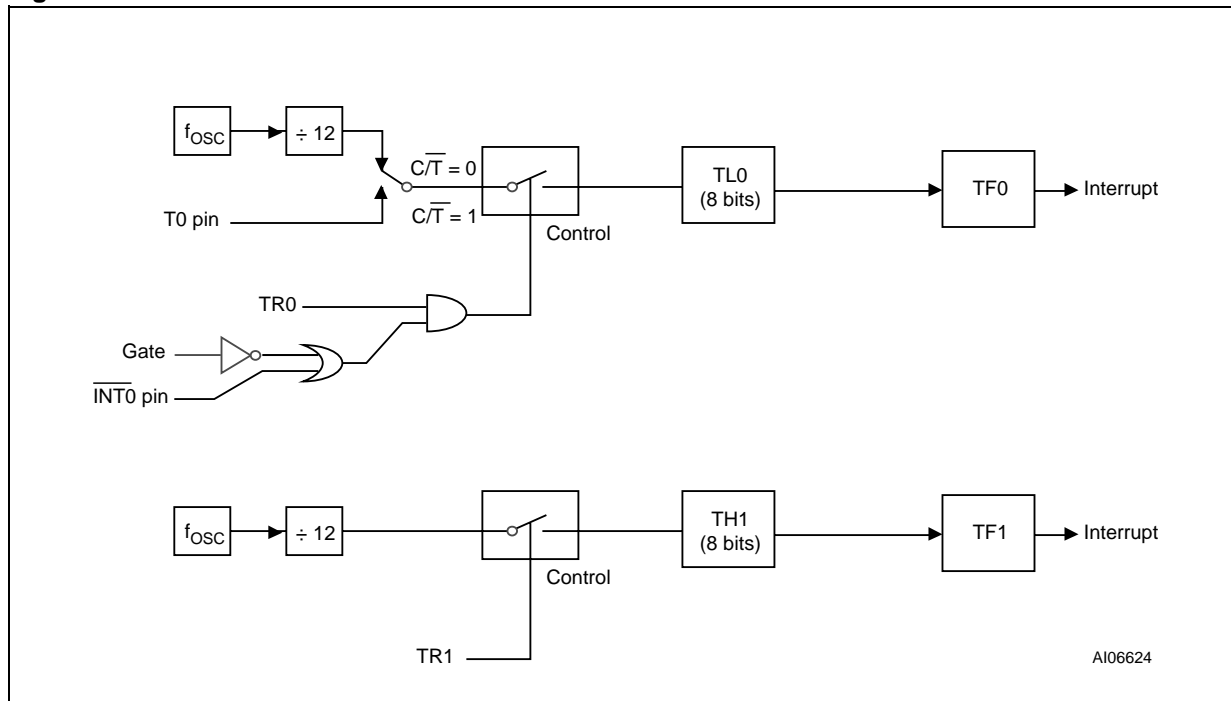 fOSC
÷ 12
C/T̅ = 0
T0 pin
C/T̅ = 1
Control
TL0
(8 bits)
TF0
Interrupt
TR0
Gate
I̅N̅T̅0̅ pin
fOSC
÷ 12
Control
TH1
(8 bits)
TF1
Interrupt
TR1
AI06624